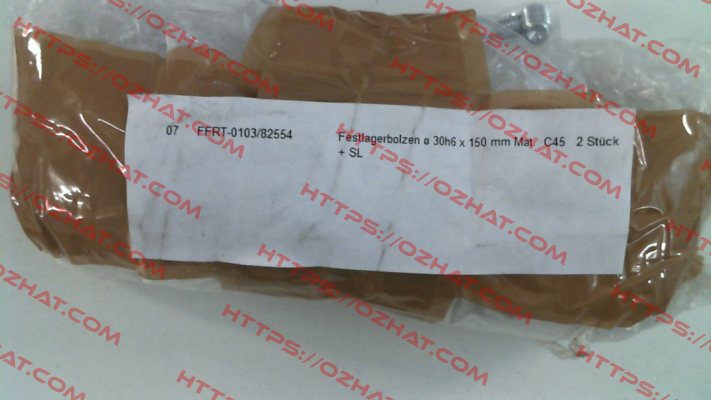 07 FFRT-0103/82554 Festlagerbolzen ø 30h6 x 150 mm Mat. C45 2 Stück
+ SL
HTTPS://OZHAT.COM